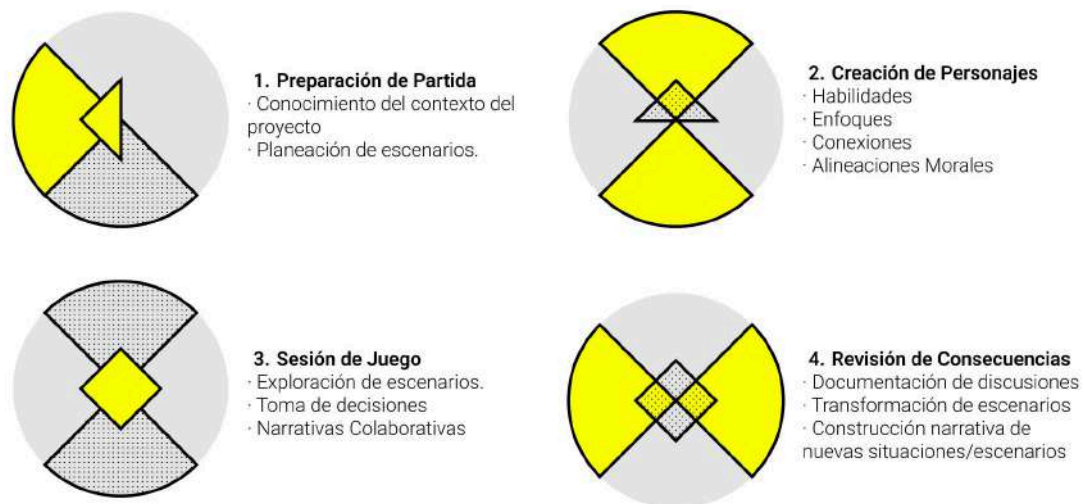 1. Preparación de Partida
· Conocimiento del contexto del
proyecto
· Planeación de escenarios.
2. Creación de Personajes
· Habilidades
· Enfoques
· Conexiones
· Alineaciones Morales
3. Sesión de Juego
· Exploración de escenarios.
· Toma de decisiones
· Narrativas Colaborativas
4. Revisión de Consecuencias
· Documentación de discusiones
· Transformación de escenarios
· Construcción narrativa de
nuevas situaciones/escenarios